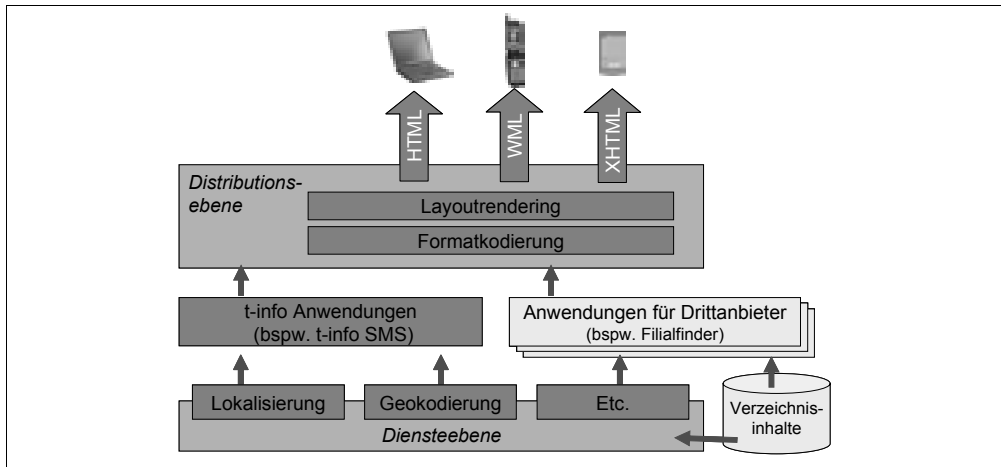 HTML
WML
XHTML
Distributions-
ebene
Layoutrendering
Formatkodierung
t-info Anwendungen
(bspw. t-info SMS)
Anwendungen für Drittanbieter
(bspw. Filialfinder)
Lokalisierung
Geokodierung
Etc.
Diensteebene
Verzeichnis-
inhalte